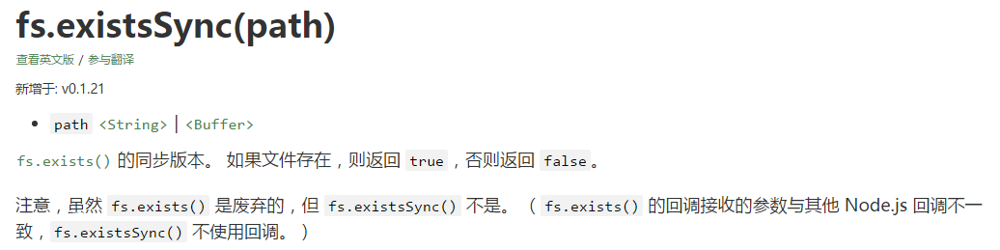 fs.existsSync(path)
查看英文版 / 参与翻译
新增于: v0.1.21
• path <String> | <Buffer>
fs.exists() 的同步版本。 如果文件存在，则返回 true，否则返回 false。
注意，虽然 fs.exists() 是废弃的，但 fs.existsSync() 不是。 （ fs.exists() 的回调接收的参数与其他 Node.js 回调不一
致，fs.existsSync() 不使用回调。 ）